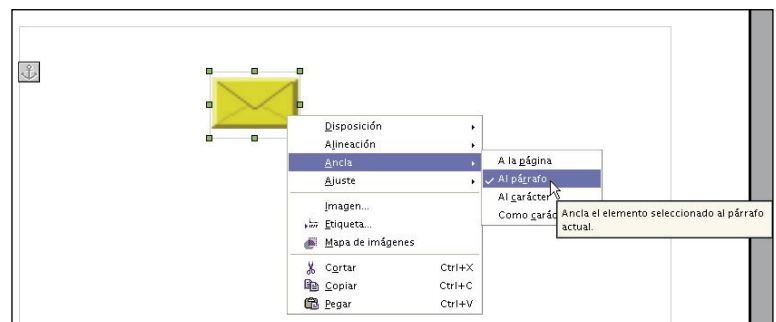 Disposición
Alineación
Ancla
Ajuste
Imagen...
Etiqueta...
Mapa de imágenes
Cortar Ctrl+X
Copiar Ctrl+C
Pegar Ctrl+V
A la página
Al párrafo
Al carácter
Como
Ancla el elemento seleccionado al párrafo
actual.